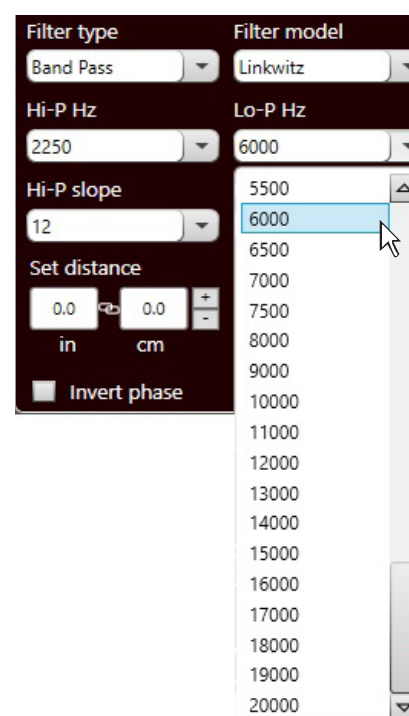 Filter type Filter model
Band Pass Linkwitz
Hi-P Hz Lo-P Hz
2250 6000
Hi-P slope 5500
12 6000
6500
Set distance 7000
0.0 0.0 + 7500
-
in cm 8000
9000
Invert phase 10000
11000
12000
13000
14000
15000
16000
17000
18000
19000
20000